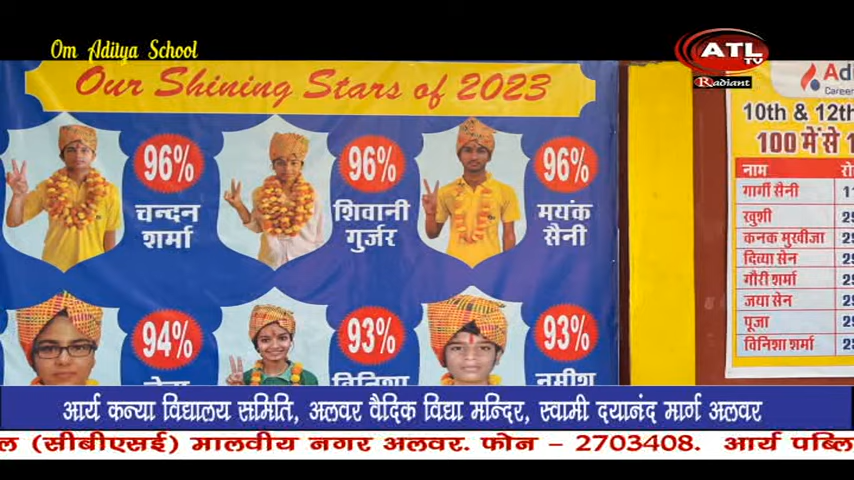 Om Aditya School
ATL
TV
Radiant
Our Shining Stars of 2023
96%
चन्दन
शर्मा
96%
शिवानी
गुर्जर
96%
मयंक
सैनी
94%
93%
93%
Career
10th & 12th
100 में से 1
नाम
गार्गी सैनी
खुशी
कनक मुखीजा
दिव्या सेन
गौरी शर्मा
जया सेन
पूजा
विनिशा शर्मा
आर्य कन्या विद्यालय समिति, अलवर वैदिक विद्या मन्दिर, स्वामी दयानंद मार्ग अलवर
ल (सीबीएसई) मालवीय नगर अलवर. फोन – 2703408. आर्य पब्लि